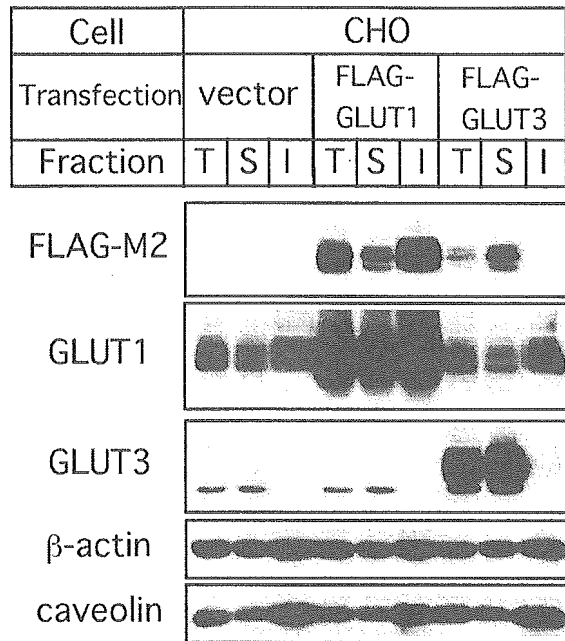 Cell CHO
Transfection vector FLAG-GLUT1 FLAG-GLUT3
Fraction T S I T S I T S I
FLAG-M2
GLUT1
GLUT3
β-actin
caveolin